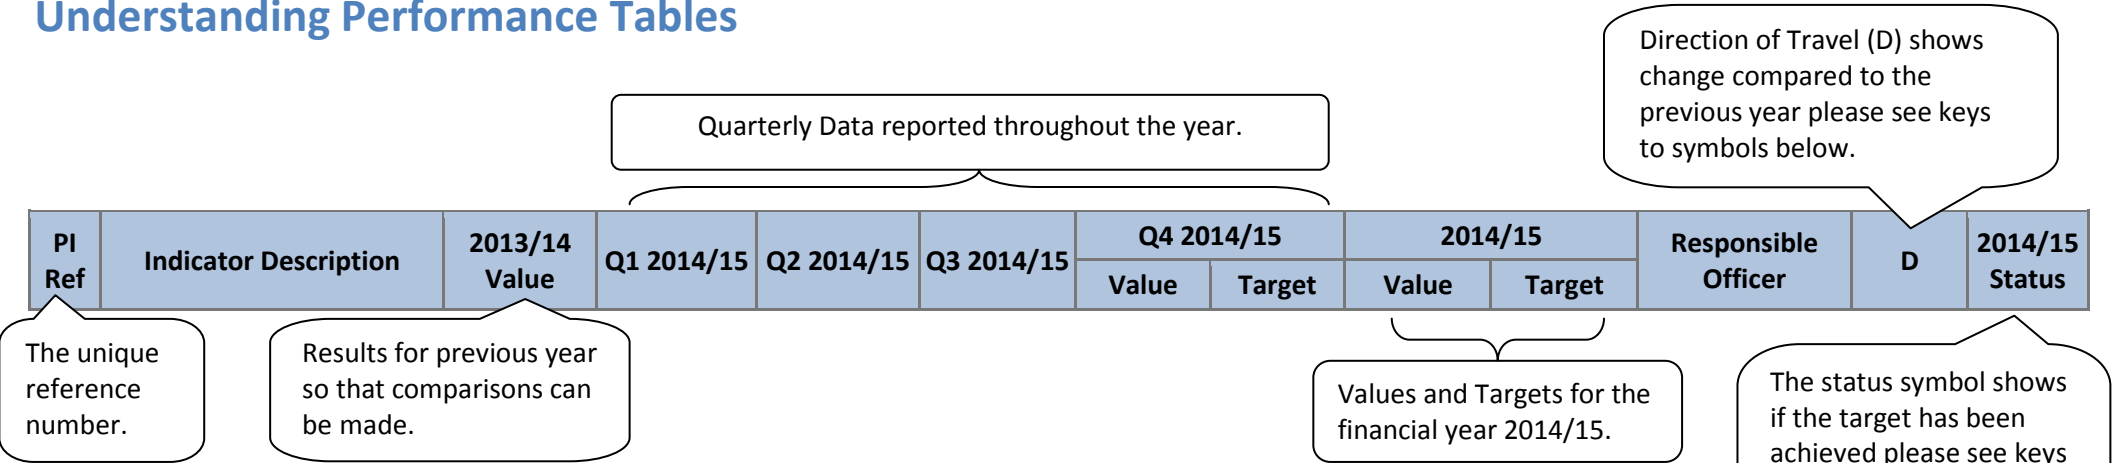 Understanding Performance Tables
Direction of Travel (D) shows
change compared to the
previous year please see keys
to symbols below.
Quarterly Data reported throughout the year.
PI
Ref
Indicator Description
2013/14
Value
Q1 2014/15
Q2 2014/15
Q3 2014/15
Q4 2014/15
Value
Target
2014/15
Value
Target
Responsible
Officer
D
2014/15
Status
The unique
reference
number.
Results for previous year
so that comparisons can
be made.
Values and Targets for the
financial year 2014/15.
The status symbol shows
if the target has been
achieved please see keys